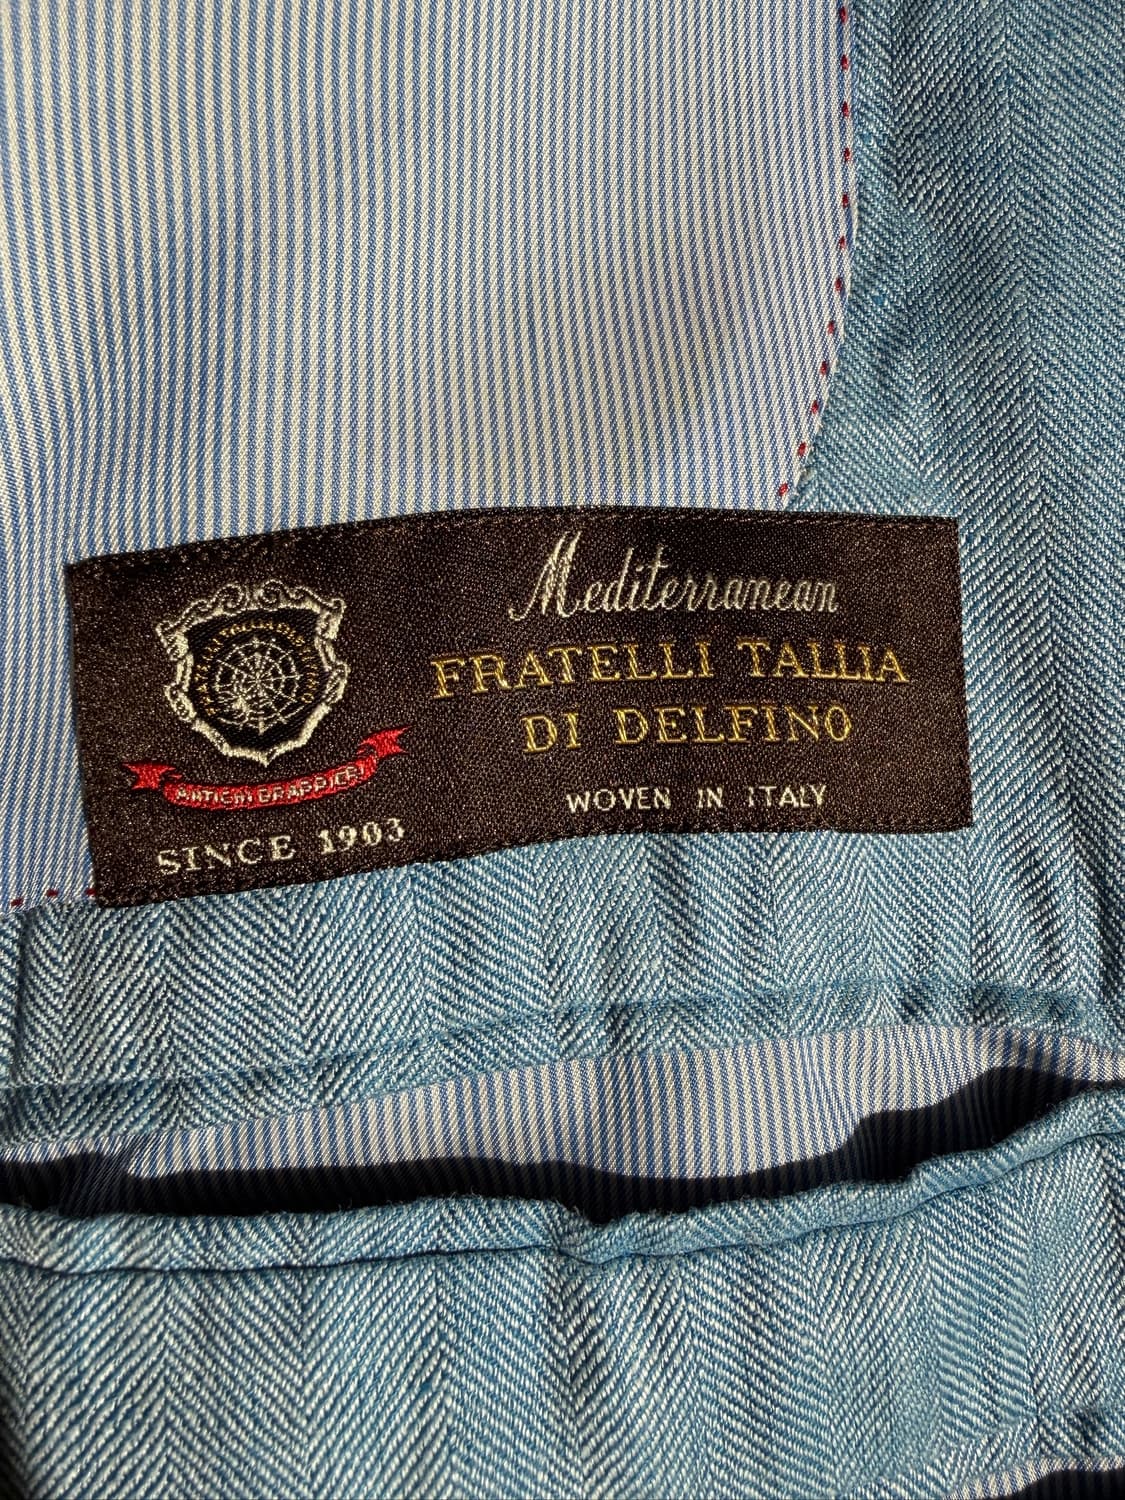 Mediterranean
FRATELLI TALLIA
DI DELFINO
WOVEN IN ITALY
SINCE 1903